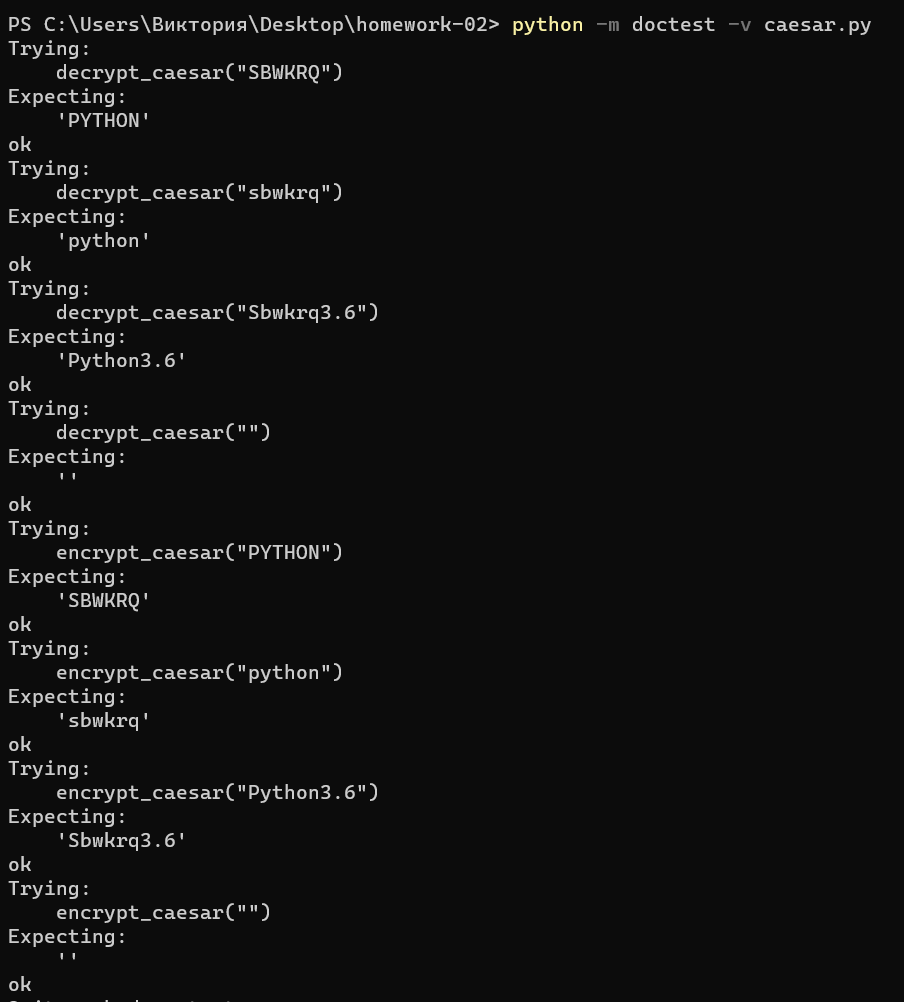 PS C:\Users\Виктория\Desktop\homework-02> python -m doctest -v caesar.py
Trying:
    decrypt_caesar("SBWKRQ")
Expecting:
    'PYTHON'
ok
Trying:
    decrypt_caesar("sbwkrq")
Expecting:
    'python'
ok
Trying:
    decrypt_caesar("Sbwkrq3.6")
Expecting:
    'Python3.6'
ok
Trying:
    decrypt_caesar("")
Expecting:
    ''
ok
Trying:
    encrypt_caesar("PYTHON")
Expecting:
    'SBWKRQ'
ok
Trying:
    encrypt_caesar("python")
Expecting:
    'sbwkrq'
ok
Trying:
    encrypt_caesar("Python3.6")
Expecting:
    'Sbwkrq3.6'
ok
Trying:
    encrypt_caesar("")
Expecting:
    ''
ok